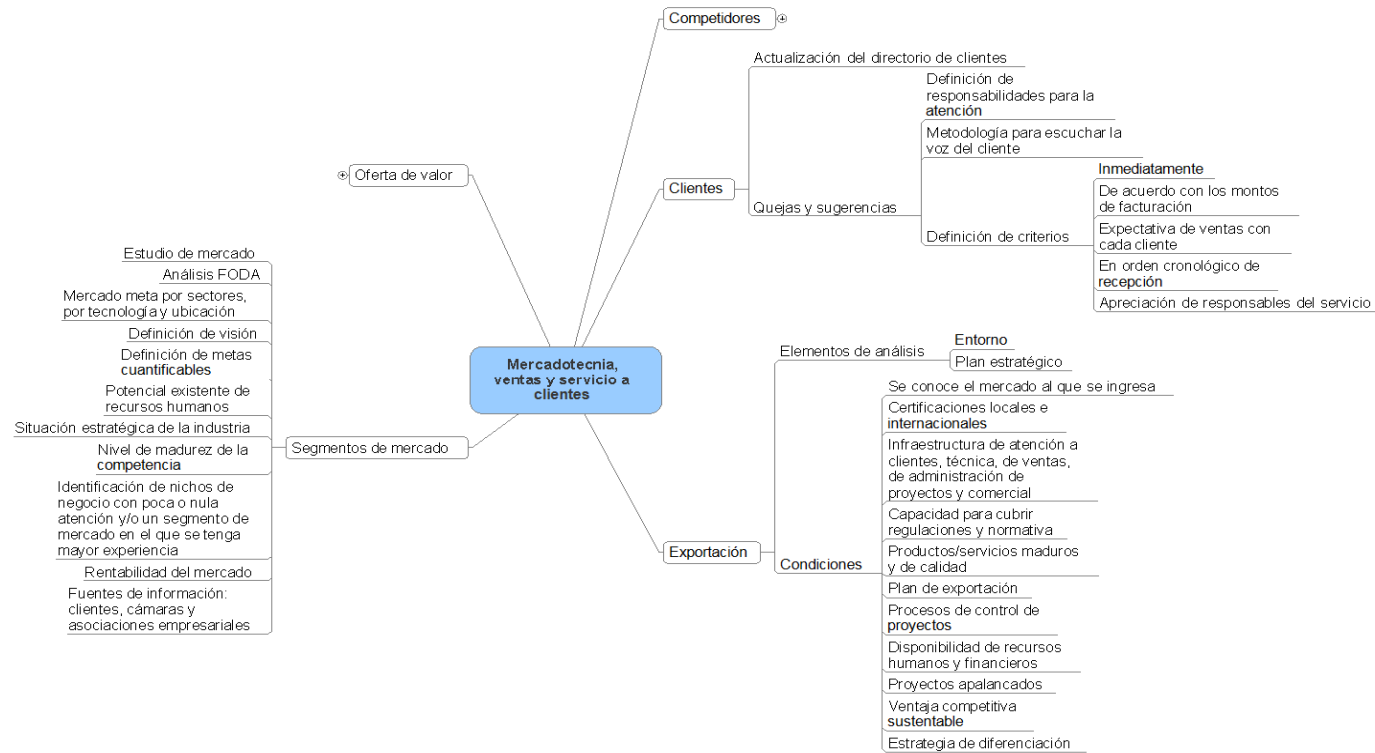 Mercadotecnia,
ventas y servicio a
clientes
Competidores
Clientes
Actualización del directorio de clientes
Quejas y sugerencias
Definición de
responsabilidades para la
atención
Metodología para escuchar la
voz del cliente
Definición de criterios
Inmediatamente
De acuerdo con los montos
de facturación
Expectativa de ventas con
cada cliente
En orden cronológico de
recepción
Apreciación de responsables del servicio
Exportación
Elementos de análisis
Entorno
Plan estratégico
Condiciones
Se conoce el mercado al que se ingresa
Certificaciones locales e
internacionales
Infraestructura de atención a
clientes, técnica, de ventas,
de administración de
proyectos y comercial
Capacidad para cubrir
regulaciones y normativa
Productos/servicios maduros
y de calidad
Plan de exportación
Procesos de control de
proyectos
Disponibilidad de recursos
humanos y financieros
Proyectos apalancados
Ventaja competitiva
sustentable
Estrategia de diferenciación
Oferta de valor
Segmentos de mercado
Estudio de mercado
Análisis FODA
Mercado meta por sectores,
por tecnología y ubicación
Definición de visión
Definición de metas
cuantificables
Potencial existente de
recursos humanos
Situación estratégica de la industria
Nivel de madurez de la
competencia
Identificación de nichos de
negocio con poca o nula
atención y/o un segmento de
mercado en el que se tenga
mayor experiencia
Rentabilidad del mercado
Fuentes de información:
clientes, cámaras y
asociaciones empresariales